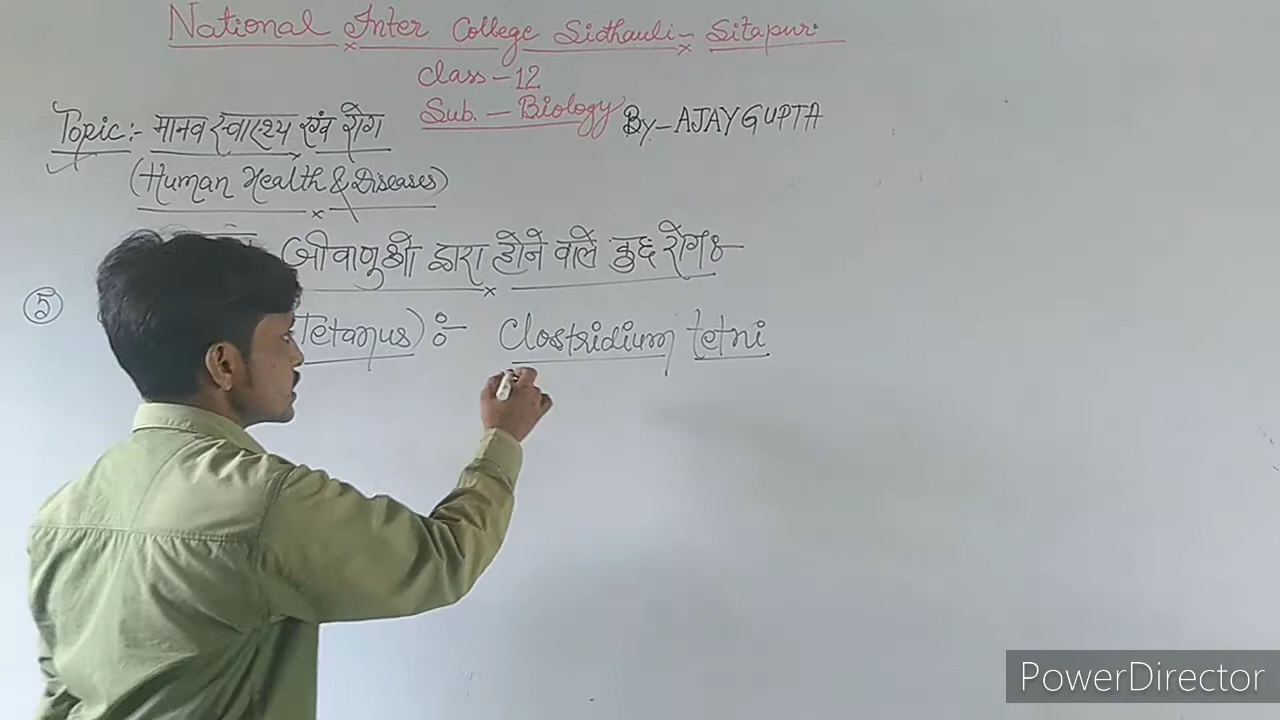 National Inter College Sidhauli - Sitapur
Class - 12
Sub. - Biology By - AJAY GUPTA
Topic :- मानव स्वास्थ्य एवं रोग
(Human Health & Diseases)
जीवाणुओ द्वारा होने वाले कुछ रोग :-
5 Tetanus) :- Clostridium tetni
PowerDirector